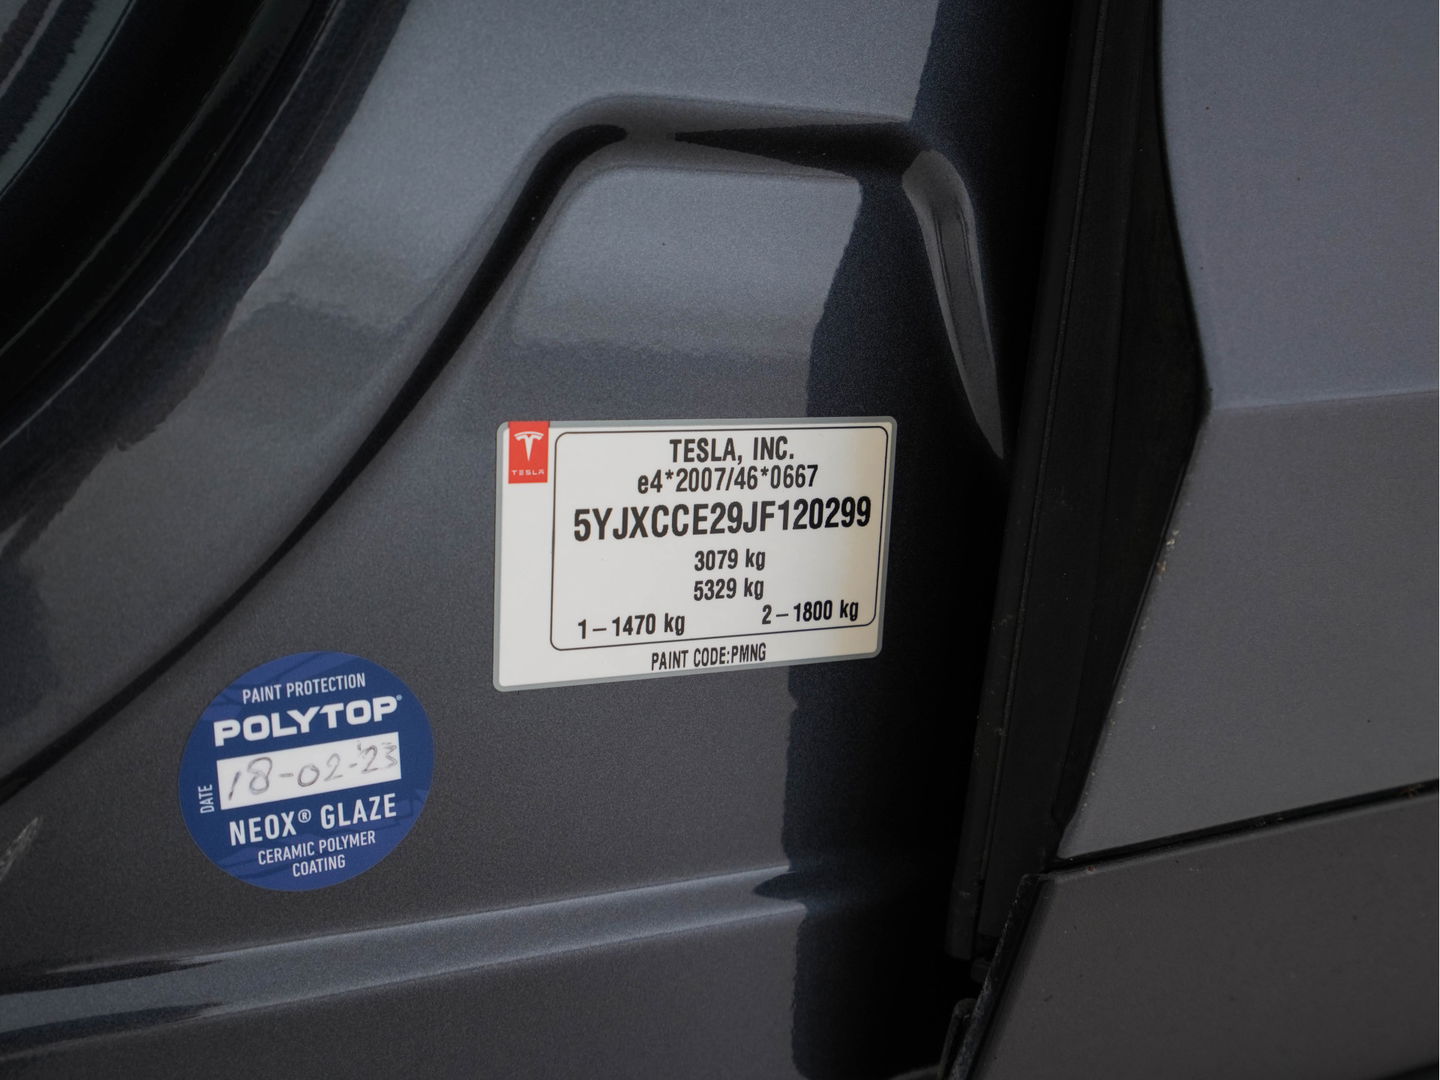 TESLA
TESLA, INC.
e4*2007/46*0667
5YJXCCE29JF120299
3079 kg
5329 kg
1–1470 kg 2–1800 kg
PAINT CODE:PMNG
PAINT PROTECTION
POLYTOP®
DATE 18-02-'23
NEOX® GLAZE
CERAMIC POLYMER
COATING